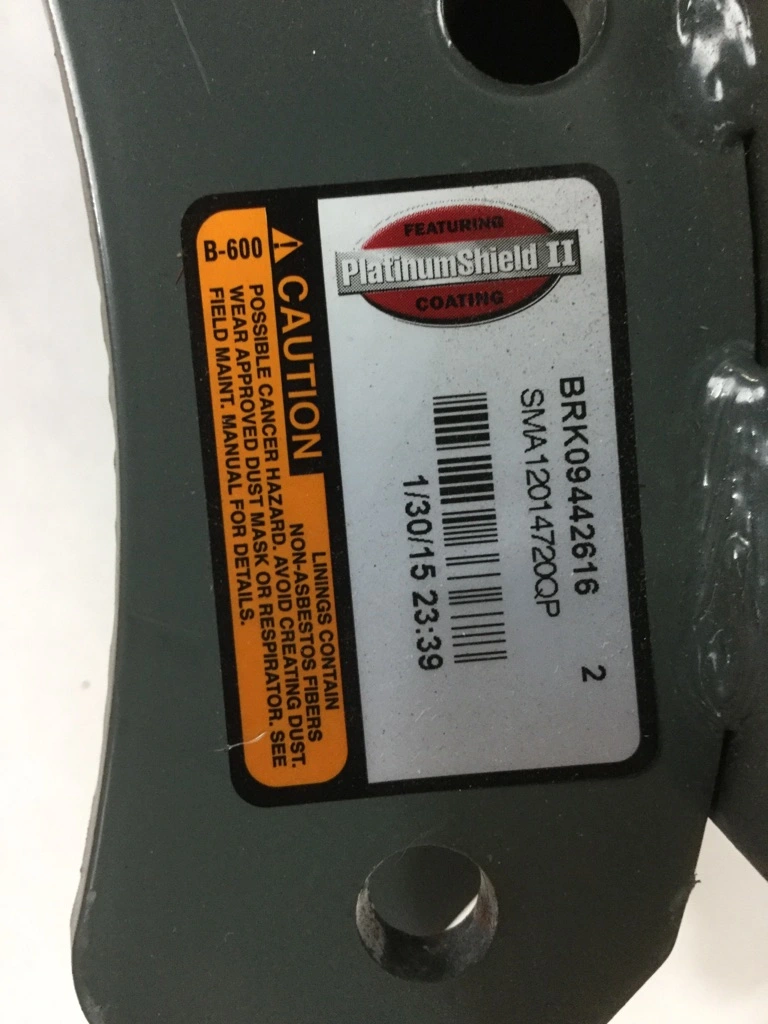 FEATURING
PlatinumShield II
COATING
BRK09442616 2
SMA12014720QP
1/30/15 23:39
B-600
CAUTION
LININGS CONTAIN
NON-ASBESTOS FIBERS
POSSIBLE CANCER HAZARD. AVOID CREATING DUST.
WEAR APPROVED DUST MASK OR RESPIRATOR. SEE
FIELD MAINT. MANUAL FOR DETAILS.